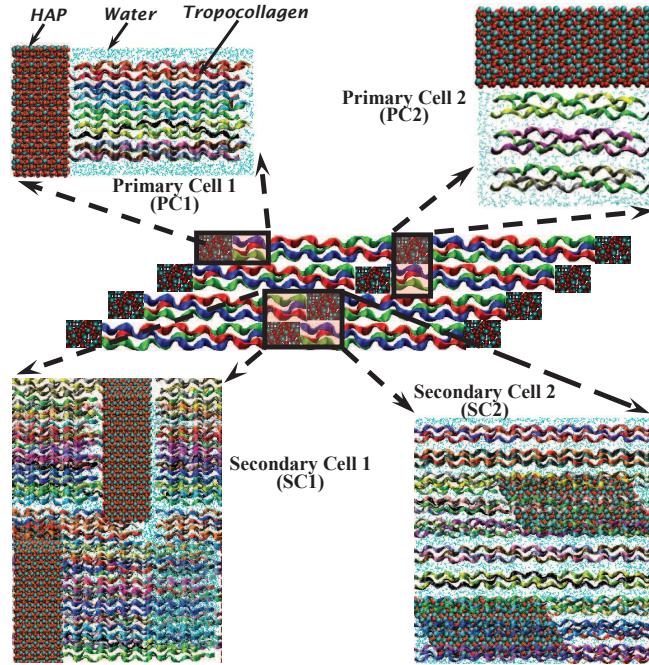 HAP Water Tropocollagen
Primary Cell 1
(PC1)
Primary Cell 2
(PC2)
Secondary Cell 1
(SC1)
Secondary Cell 2
(SC2)